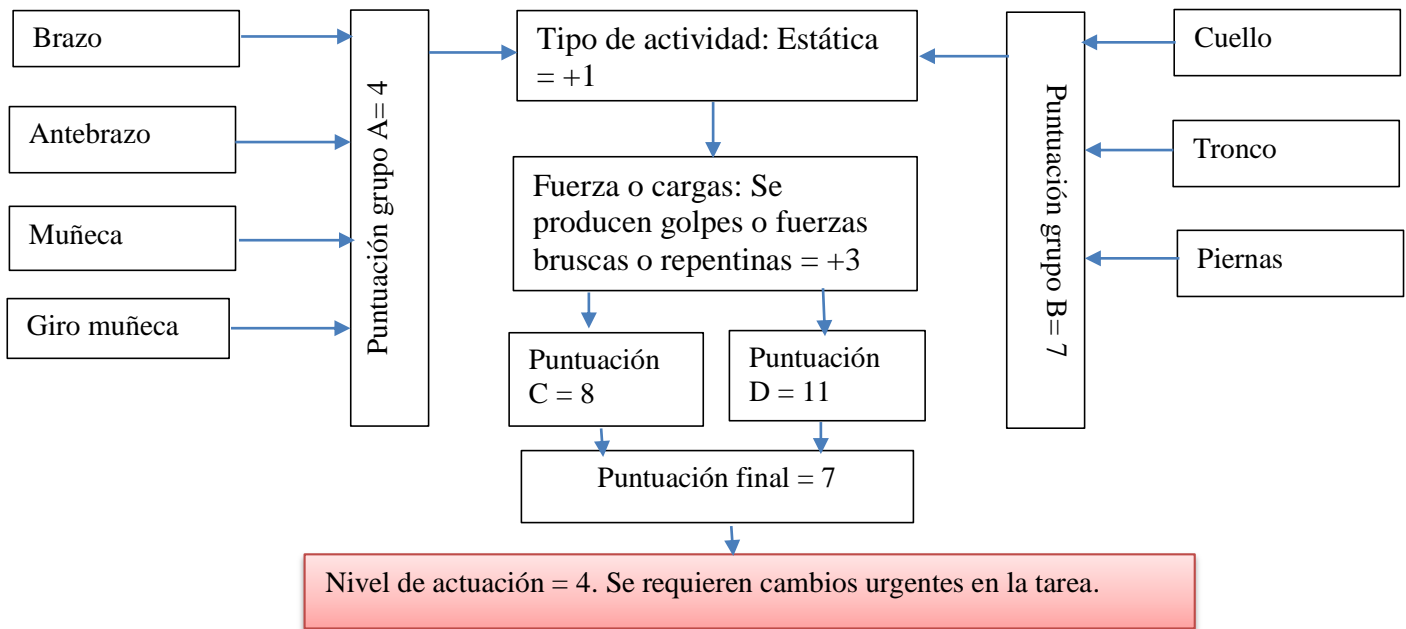 Brazo
Antebrazo
Muñeca
Giro muñeca
Puntuación grupo A= 4
Tipo de actividad: Estática
= +1
Fuerza o cargas: Se
producen golpes o fuerzas
bruscas o repentinas = +3
Puntuación
C = 8
Puntuación
D = 11
Puntuación final = 7
Puntuación grupo B= 7
Cuello
Tronco
Piernas
Nivel de actuación = 4. Se requieren cambios urgentes en la tarea.